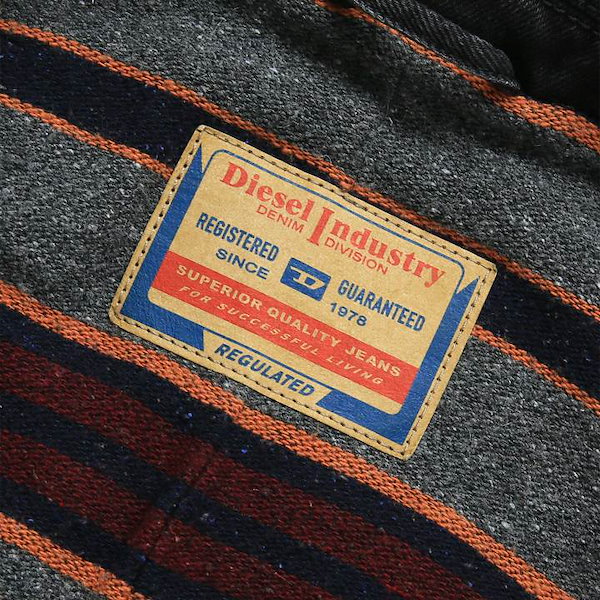 Diesel Industry
DENIM DIVISION
REGISTERED GUARANTEED
SINCE D 1978
SUPERIOR QUALITY JEANS
FOR SUCCESSFUL LIVING
REGULATED